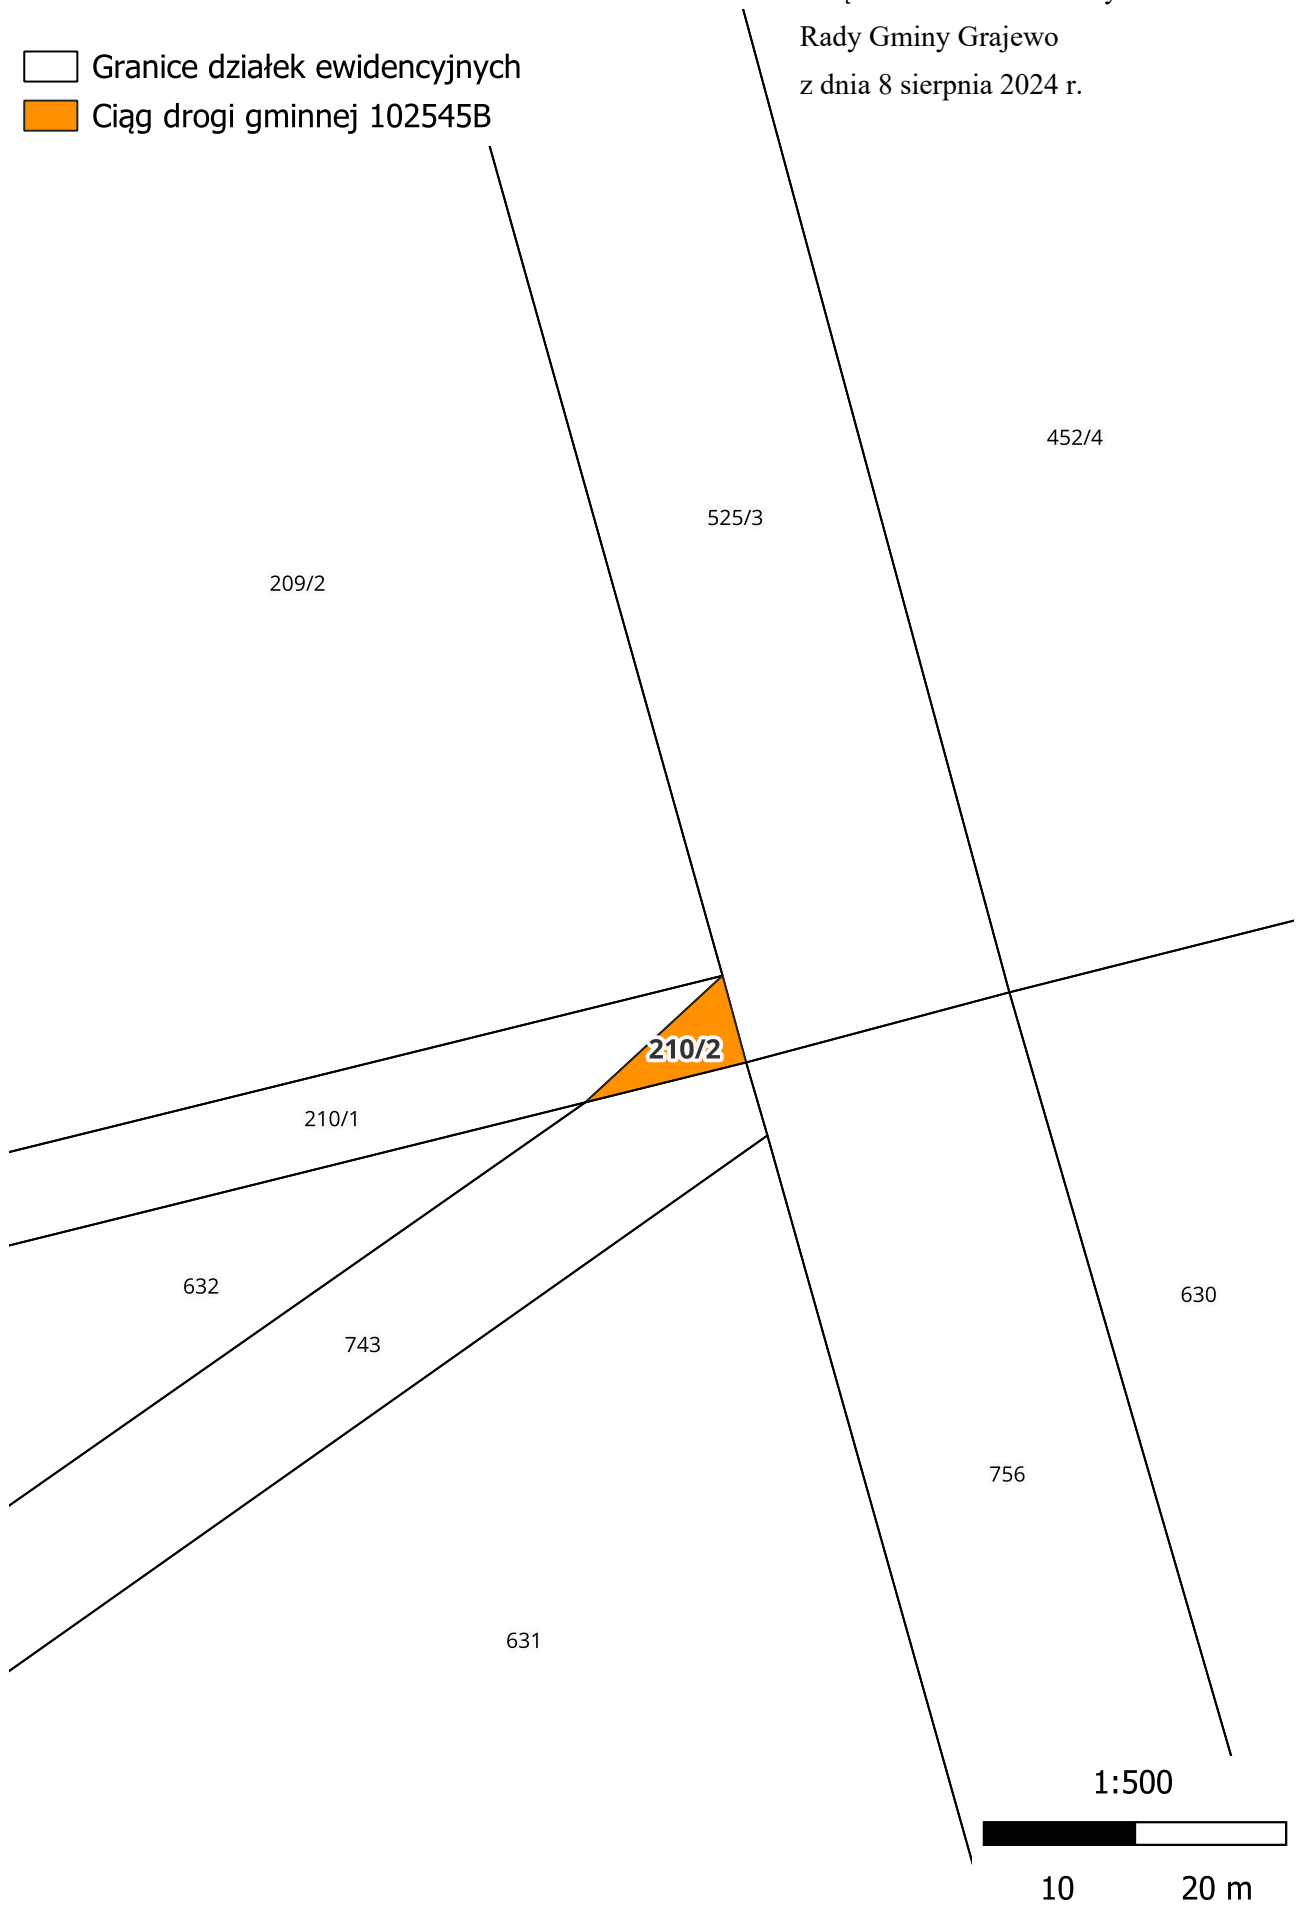 Rady Gminy Grajewo
z dnia 8 sierpnia 2024 r.
Granice działek ewidencyjnych
Ciąg drogi gminnej 102545B
452/4
525/3
209/2
210/2
210/1
632
630
743
756
631
1:500
10 20 m